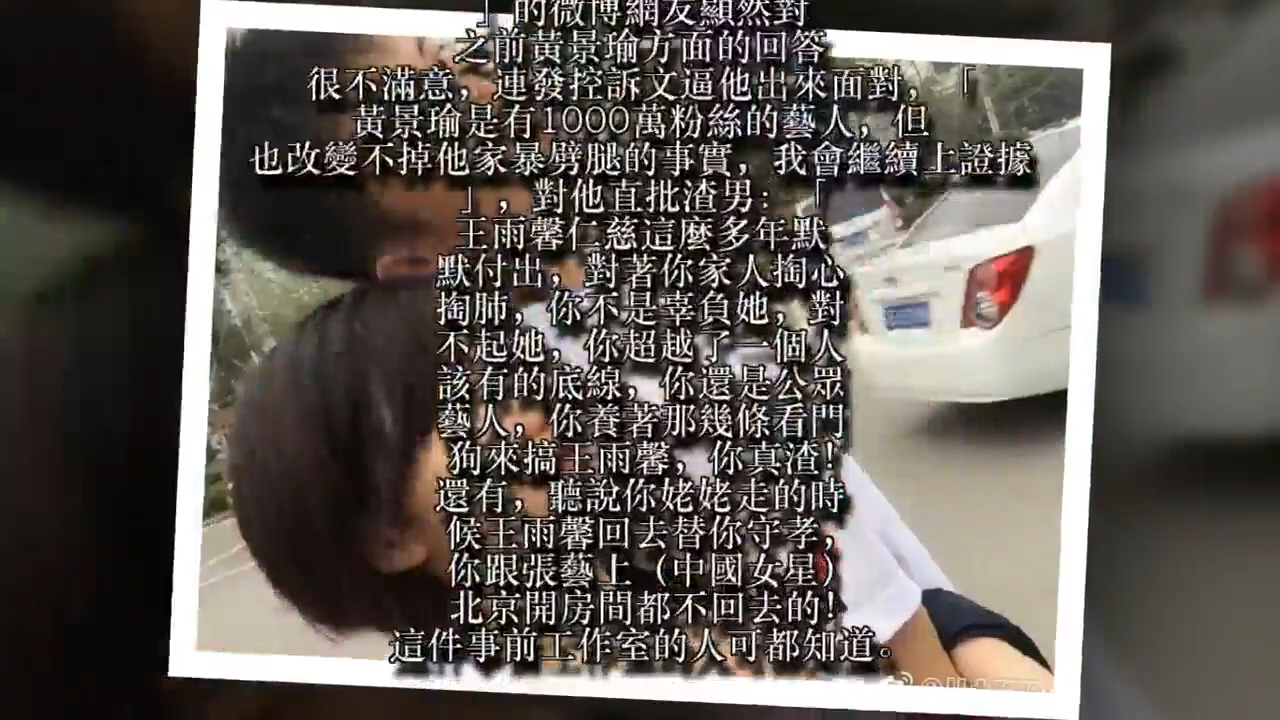 」的微博網友顯然對
之前黃景瑜方面的回答
很不滿意，連發控訴文逼他出來面對，「
黃景瑜是有1000萬粉絲的藝人，但
也改變不掉他家暴劈腿的事實，我會繼續上證據
」，對他直批渣男：「
王雨馨仁慈這麼多年默
默付出，對著你家人掏心
掏肺，你不是辜負她，對
不起她，你超越了一個人
該有的底線，你還是公眾
藝人，你養著那幾條看門
狗來搞王雨馨，你真渣！
還有，聽說你姥姥走的時
候王雨馨回去替你守孝，
你跟張藝上（中國女星）
北京開房間都不回去的！
這件事前工作室的人可都知道。